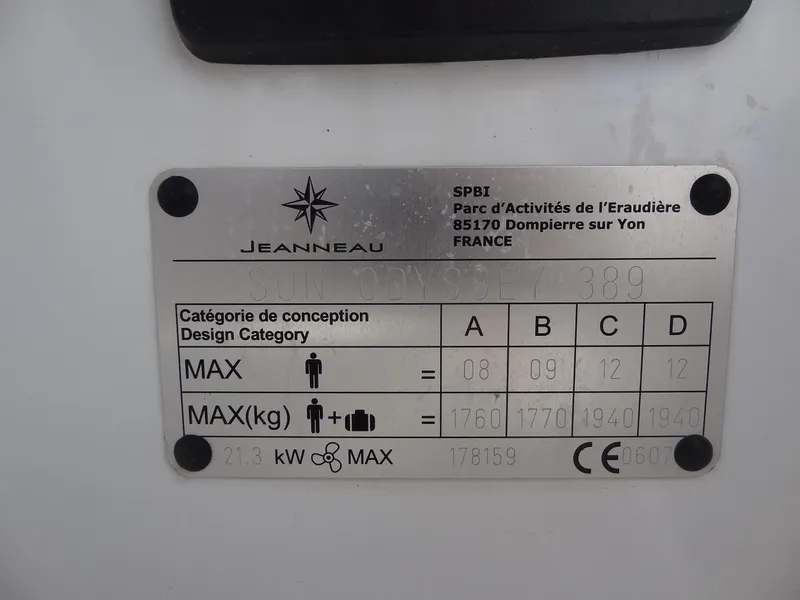 JEANNEAU
SPBI
Parc d'Activités de l'Eraudière
85170 Dompierre sur Yon
FRANCE
SUN ODYSSEY 389
Catégorie de conception
Design Category
A B C D
MAX = 08 09 12 12
MAX(kg) + = 1760 1770 1940 1940
21.3 kW MAX 178159 CE 0607